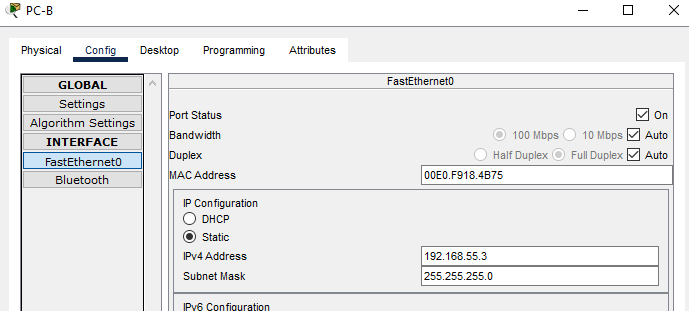 PC-B
Physical Config Desktop Programming Attributes
GLOBAL
Settings
Algorithm Settings
INTERFACE
FastEthernet0
Bluetooth
FastEthernet0
Port Status On
Bandwidth 100 Mbps 10 Mbps Auto
Duplex Half Duplex Full Duplex Auto
MAC Address 00E0.F918.4B75
IP Configuration
DHCP
Static
IPv4 Address 192.168.55.3
Subnet Mask 255.255.255.0
IPv6 Configuration